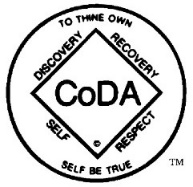 TO THINE OWN
DISCOVERY
RECOVERY
CoDA
SELF
RESPECT
©
SELF BE TRUE
TM